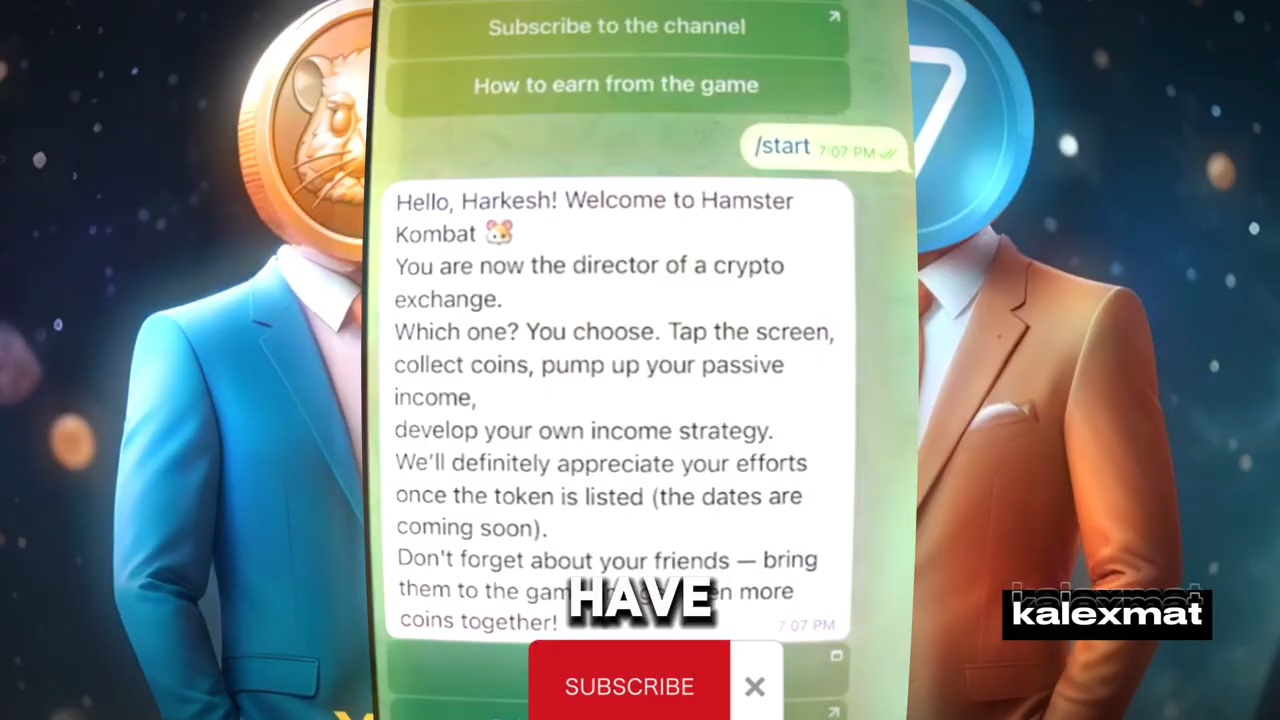 Subscribe to the channel
How to earn from the game
/start 7:07 PM
Hello, Harkesh! Welcome to Hamster
Kombat 🐹
You are now the director of a crypto
exchange.
Which one? You choose. Tap the screen,
collect coins, pump up your passive
income,
develop your own income strategy.
We'll definitely appreciate your efforts
once the token is listed (the dates are
coming soon).
Don't forget about your friends — bring
them to the gam more
coins together! 7:07 PM
HAVE
SUBSCRIBE
kalexmat